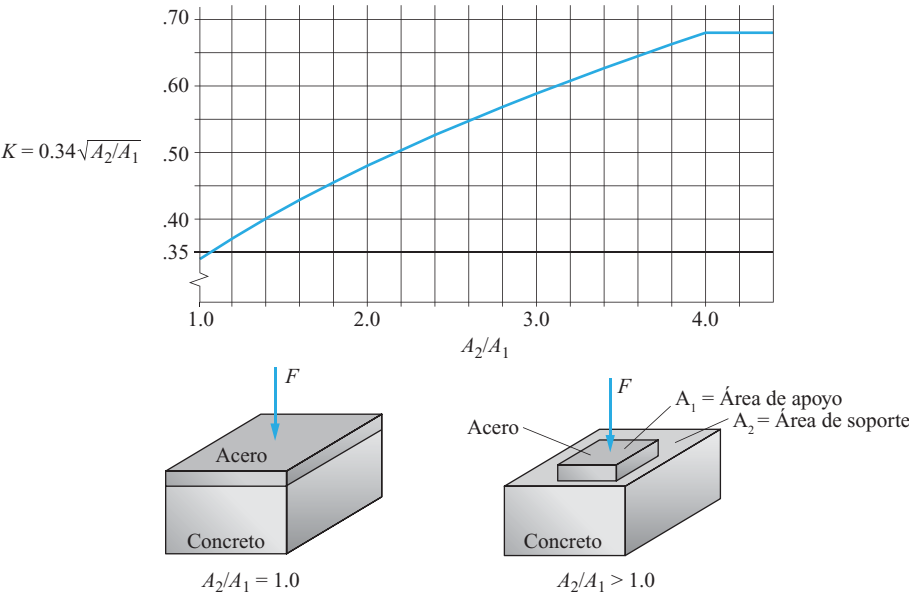 .70
.60
K = 0.34√A₂/A₁
.50
.40
.35
1.0 2.0 3.0 4.0
A₂/A₁
F
Acero
Concreto
A₂/A₁ = 1.0
F
A₁ = Área de apoyo
A₂ = Área de soporte
Acero
Concreto
A₂/A₁ > 1.0